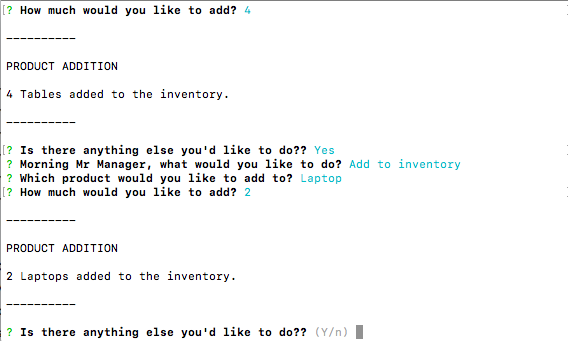 [? How much would you like to add? 4
----------
PRODUCT ADDITION
4 Tables added to the inventory.
----------
[? Is there anything else you'd like to do?? Yes
? Morning Mr Manager, what would you like to do? Add to inventory
? Which product would you like to add to? Laptop
[? How much would you like to add? 2
----------
PRODUCT ADDITION
2 Laptops added to the inventory.
----------
? Is there anything else you'd like to do?? (Y/n)